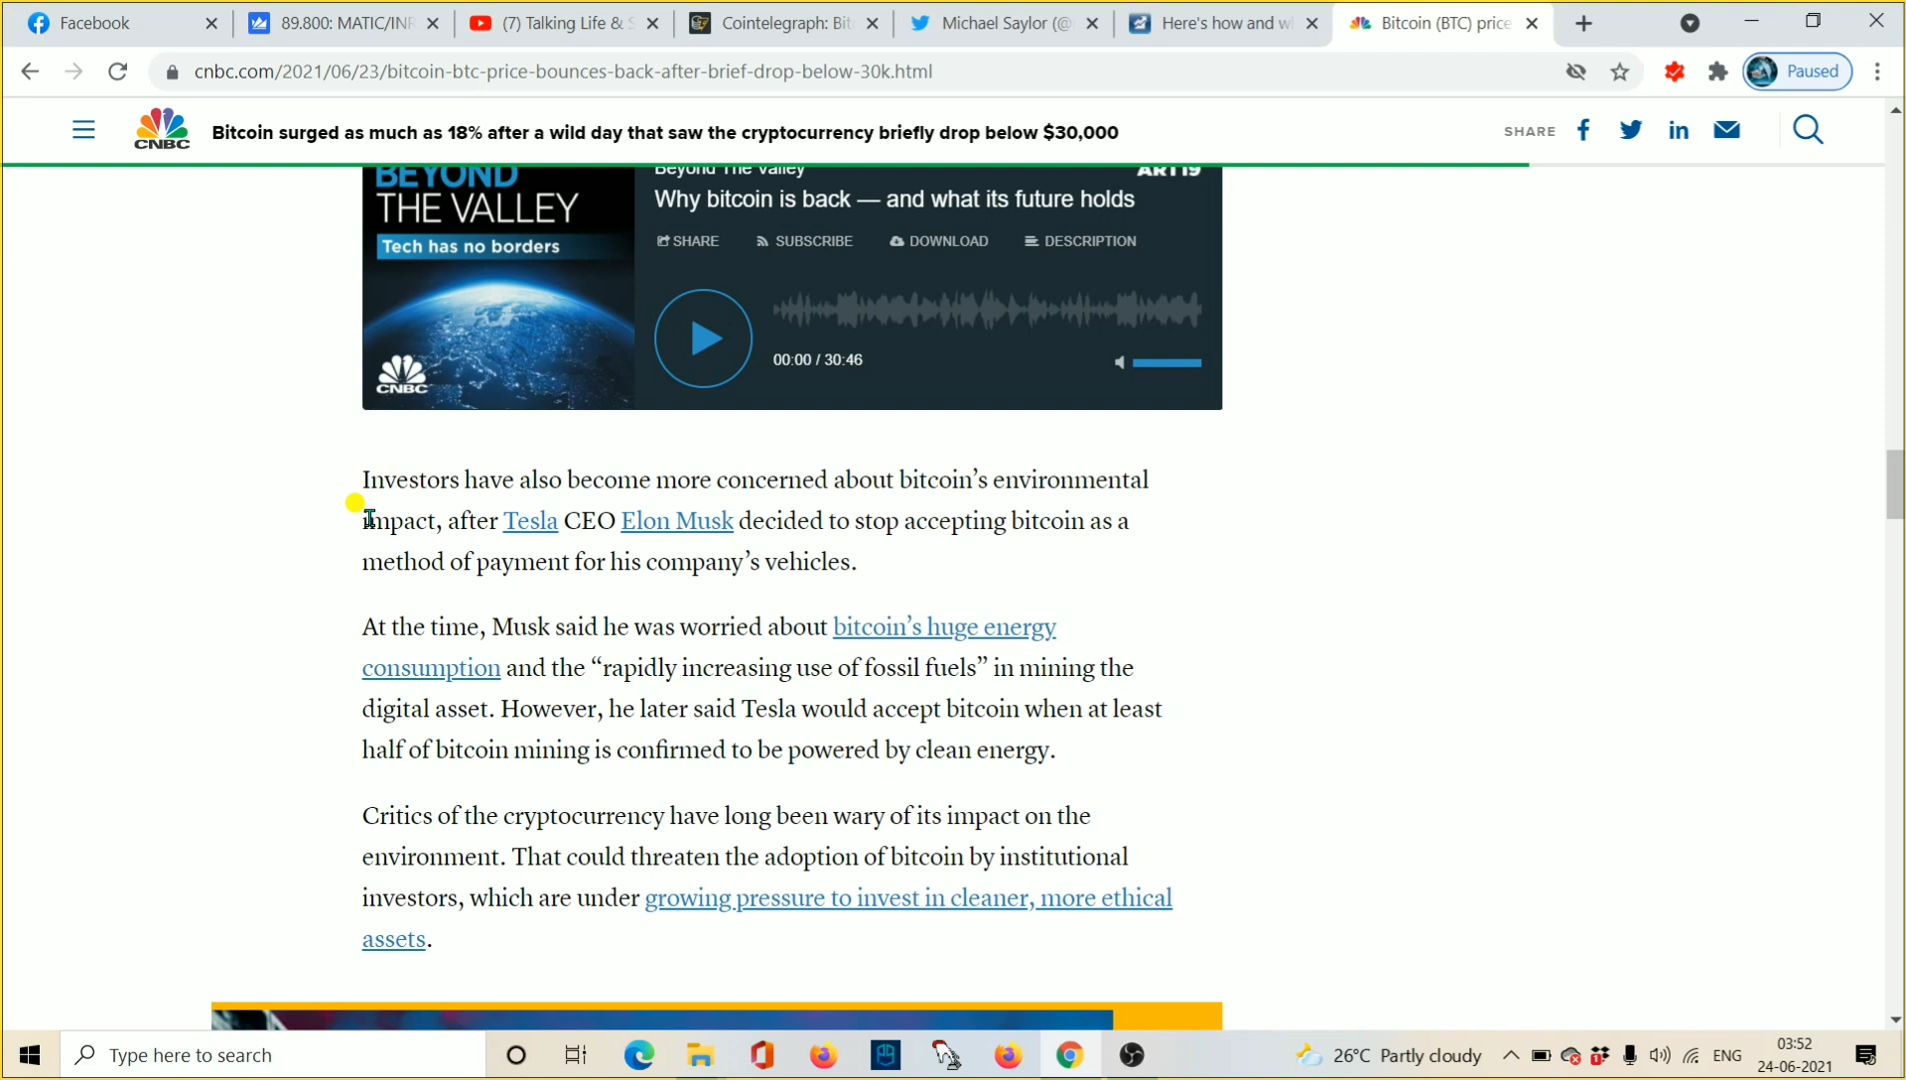 Facebook
89.800: MATIC/INR
(7) Talking Life & S
Cointelegraph: Bit
Michael Saylor (@
Here's how and wh
Bitcoin (BTC) price
cnbc.com/2021/06/23/bitcoin-btc-price-bounces-back-after-brief-drop-below-30k.html
Paused
CNBC
Bitcoin surged as much as 18% after a wild day that saw the cryptocurrency briefly drop below $30,000
SHARE
BEYOND
THE VALLEY
Tech has no borders
CNBC
Beyond The Valley
ART19
Why bitcoin is back — and what its future holds
SHARE
SUBSCRIBE
DOWNLOAD
DESCRIPTION
00:00 / 30:46
Investors have also become more concerned about bitcoin’s environmental
impact, after Tesla CEO Elon Musk decided to stop accepting bitcoin as a
method of payment for his company’s vehicles.
At the time, Musk said he was worried about bitcoin’s huge energy
consumption and the “rapidly increasing use of fossil fuels” in mining the
digital asset. However, he later said Tesla would accept bitcoin when at least
half of bitcoin mining is confirmed to be powered by clean energy.
Critics of the cryptocurrency have long been wary of its impact on the
environment. That could threaten the adoption of bitcoin by institutional
investors, which are under growing pressure to invest in cleaner, more ethical
assets.
Type here to search
26°C Partly cloudy
ENG
03:52
24-06-2021